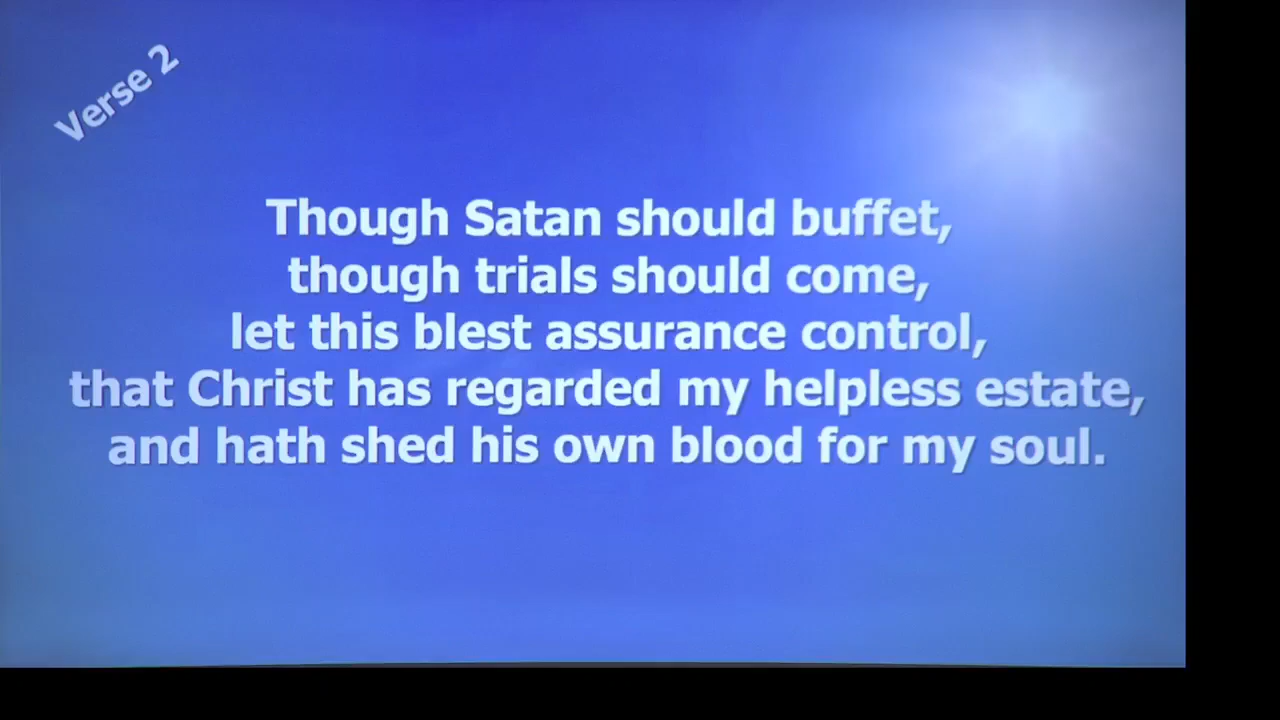 Verse 2
Though Satan should buffet,
though trials should come,
let this blest assurance control,
that Christ has regarded my helpless estate,
and hath shed his own blood for my soul.